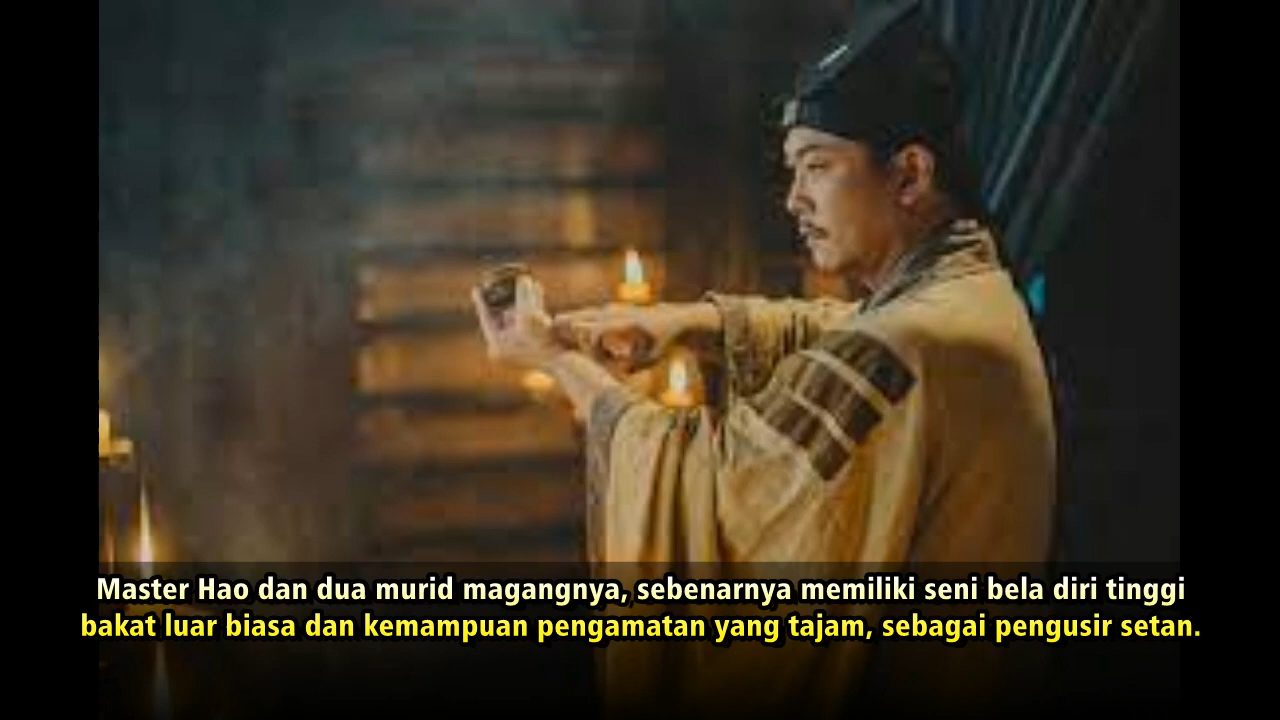 Master Hao dan dua murid magangnya, sebenarnya memiliki seni bela diri tinggi
bakat luar biasa dan kemampuan pengamatan yang tajam, sebagai pengusir setan.